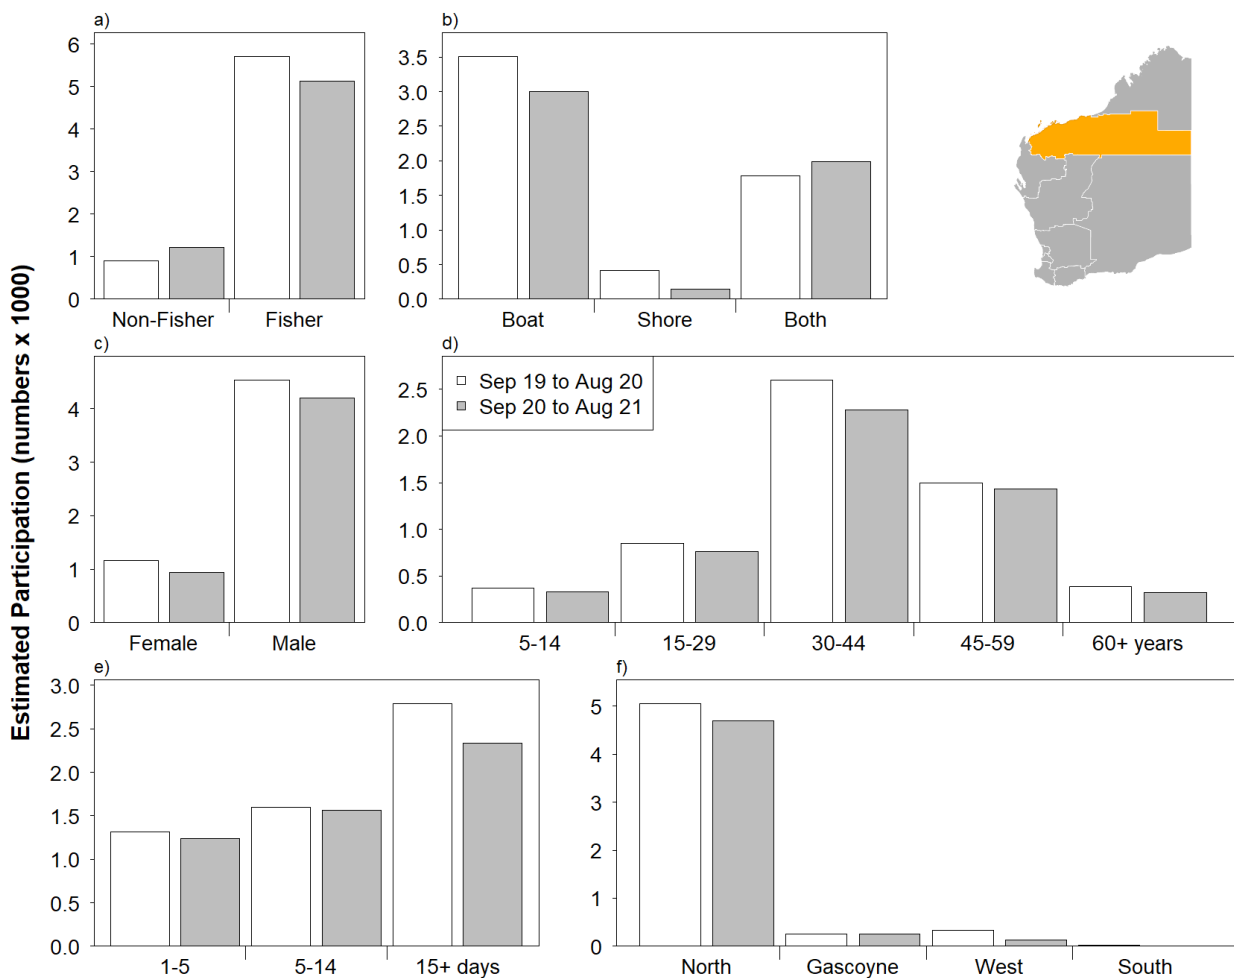 Estimated Participation (numbers x 1000)
a)
6
5
4
3
2
1
0
Non-Fisher
Fisher
b)
3.5
3.0
2.5
2.0
1.5
1.0
0.5
0.0
Boat
Shore
Both
c)
4
3
2
1
0
Female
Male
d)
Sep 19 to Aug 20
Sep 20 to Aug 21
2.5
2.0
1.5
1.0
0.5
0.0
5-14
15-29
30-44
45-59
60+ years
e)
3.0
2.5
2.0
1.5
1.0
0.5
0.0
1-5
5-14
15+ days
f)
5
4
3
2
1
0
North
Gascoyne
West
South